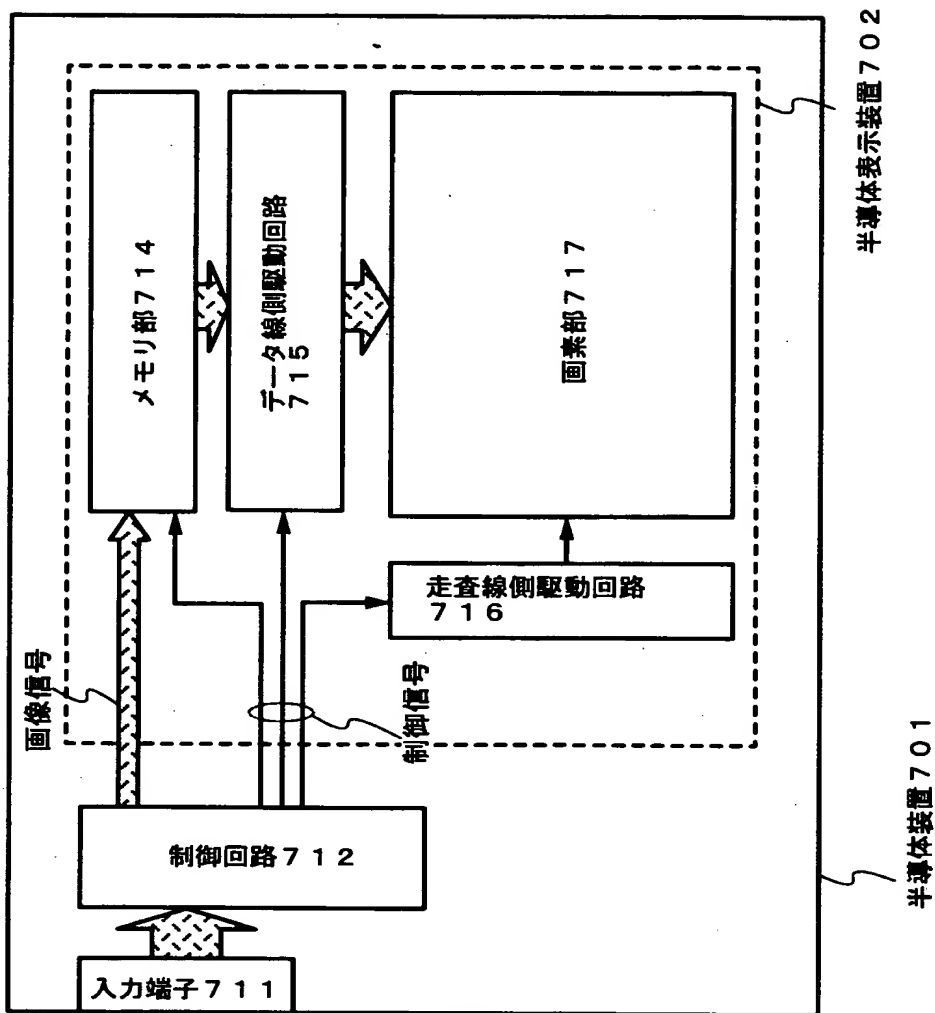 メモリ部714
データ線側駆動回路
715
画素部717
走査線側駆動回路
716
画像信号
制御信号
制御回路712
入力端子711
半導体表示装置702
半導体装置701